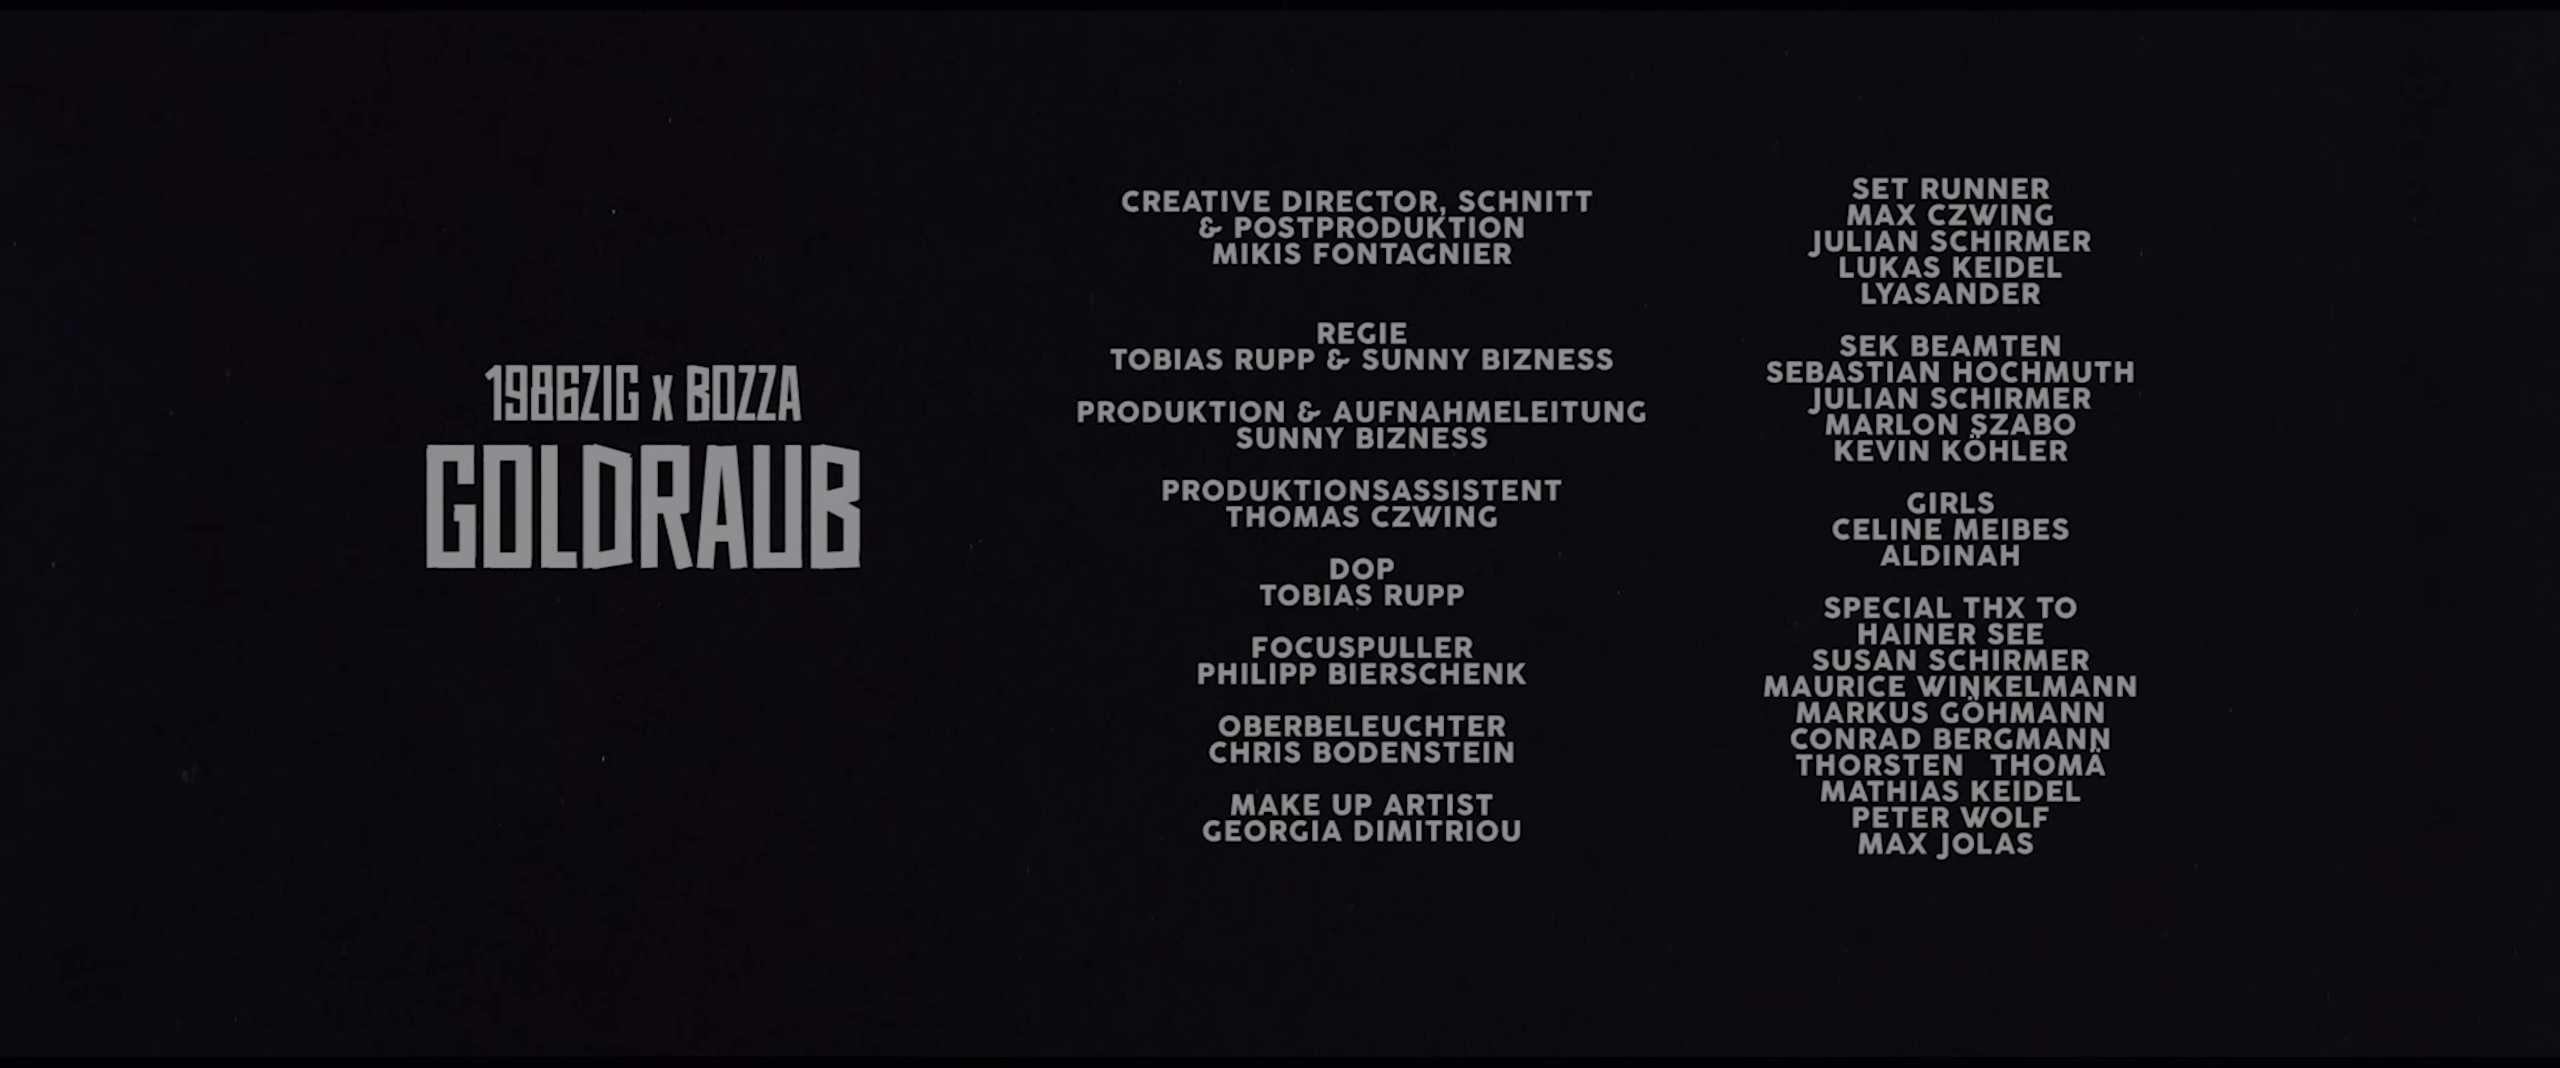 1986ZIG X BOZZA
GOLDRAUB
CREATIVE DIRECTOR, SCHNITT
& POSTPRODUKTION
MIKIS FONTAGNIER
REGIE
TOBIAS RUPP & SUNNY BIZNESS
PRODUKTION & AUFNAHMELEITUNG
SUNNY BIZNESS
PRODUKTIONSASSISTENT
THOMAS CZWING
DOP
TOBIAS RUPP
FOCUSPULLER
PHILIPP BIERSCHENK
OBERBELEUCHTER
CHRIS BODENSTEIN
MAKE UP ARTIST
GEORGIA DIMITRIOU
SET RUNNER
MAX CZWING
JULIAN SCHIRMER
LUKAS KEIDEL
LYASANDER
SEK BEAMTEN
SEBASTIAN HOCHMUTH
JULIAN SCHIRMER
MARLON SZABO
KEVIN KÖHLER
GIRLS
CELINE MEIBES
ALDINAH
SPECIAL THX TO
HAINER SEE
SUSAN SCHIRMER
MAURICE WINKELMANN
MARKUS GÖHMANN
CONRAD BERGMANN
THORSTEN THOMÄ
MATHIAS KEIDEL
PETER WOLF
MAX JOLAS